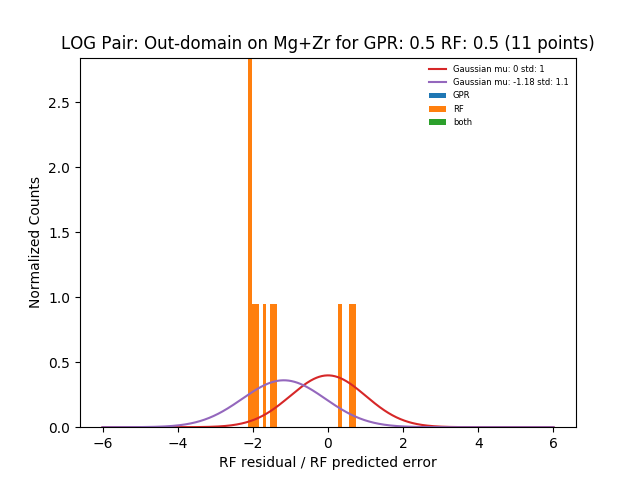 LOG Pair: Out-domain on Mg+Zr for GPR: 0.5 RF: 0.5 (11 points)
Gaussian mu: 0 std: 1
Gaussian mu: -1.18 std: 1.1
GPR
RF
both
Normalized Counts
2.5
2.0
1.5
1.0
0.5
0.0
−6 −4 −2 0 2 4 6
RF residual / RF predicted error